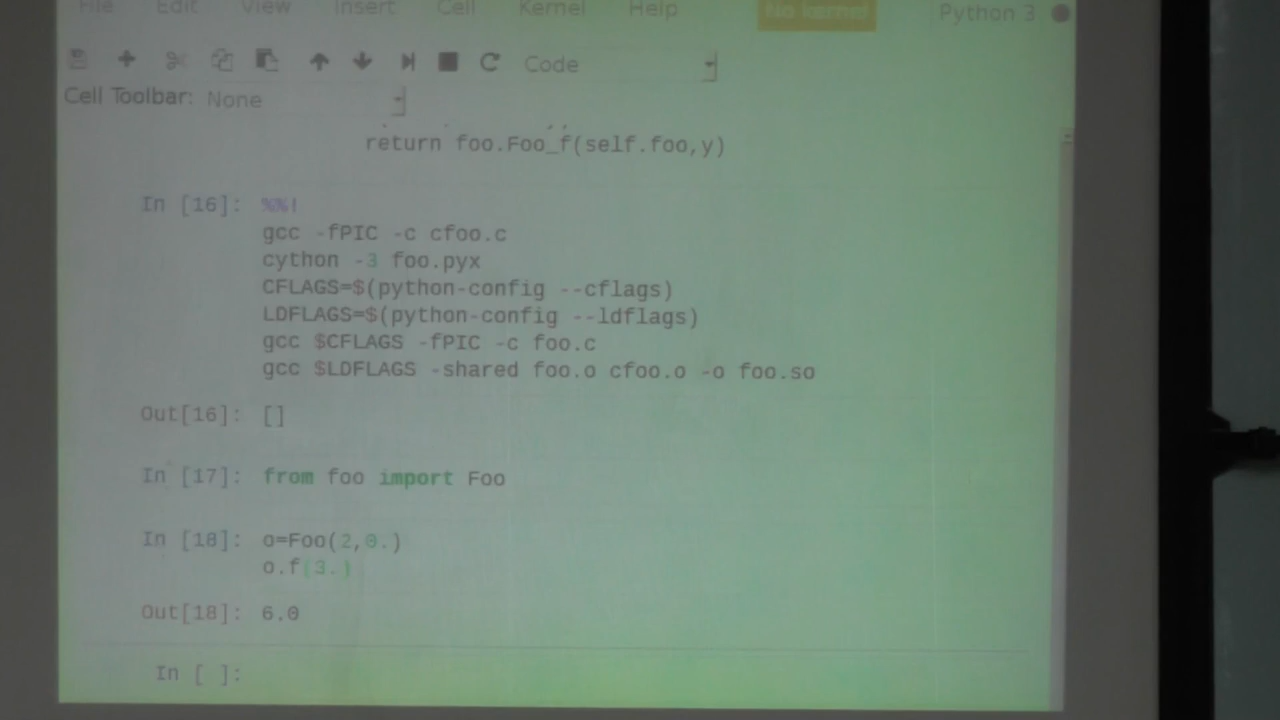 File Edit View Insert Cell Kernel Help No kernel Python 3
Code
Cell Toolbar: None
return foo.Foo_f(self.foo,y)
In [16]: %%!
gcc -fPIC -c cfoo.c
cython -3 foo.pyx
CFLAGS=$(python-config --cflags)
LDFLAGS=$(python-config --ldflags)
gcc $CFLAGS -fPIC -c foo.c
gcc $LDFLAGS -shared foo.o cfoo.o -o foo.so
Out[16]: []
In [17]: from foo import Foo
In [18]: o=Foo(2,0.)
o.f(3.)
Out[18]: 6.0
In [ ]: